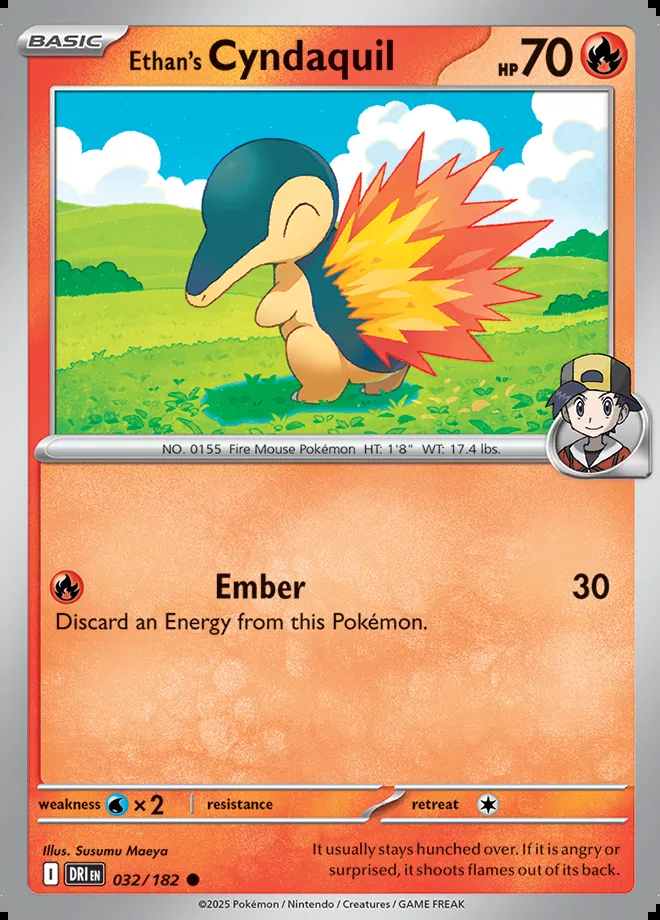 BASIC
Ethan's Cyndaquil HP 70
NO. 0155 Fire Mouse Pokémon HT: 1'8" WT: 17.4 lbs.
Ember 30
Discard an Energy from this Pokémon.
weakness ×2 resistance retreat
Illus. Susumu Maeya
It usually stays hunched over. If it is angry or
surprised, it shoots flames out of its back.
I DRI EN 032/182
©2025 Pokémon / Nintendo / Creatures / GAME FREAK